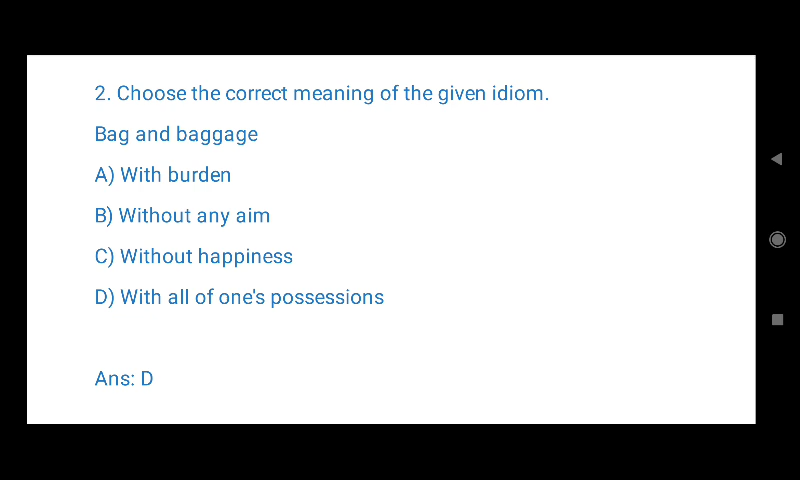 2. Choose the correct meaning of the given idiom.
Bag and baggage
A) With burden
B) Without any aim
C) Without happiness
D) With all of one's possessions
Ans: D